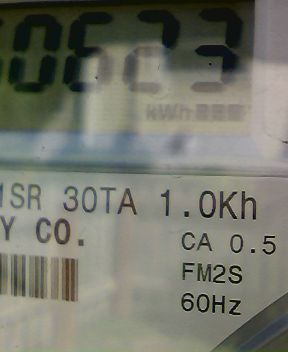 0623
kWh
1SR 30TA 1.0Kh
Y CO.
CA 0.5
FM2S
60Hz